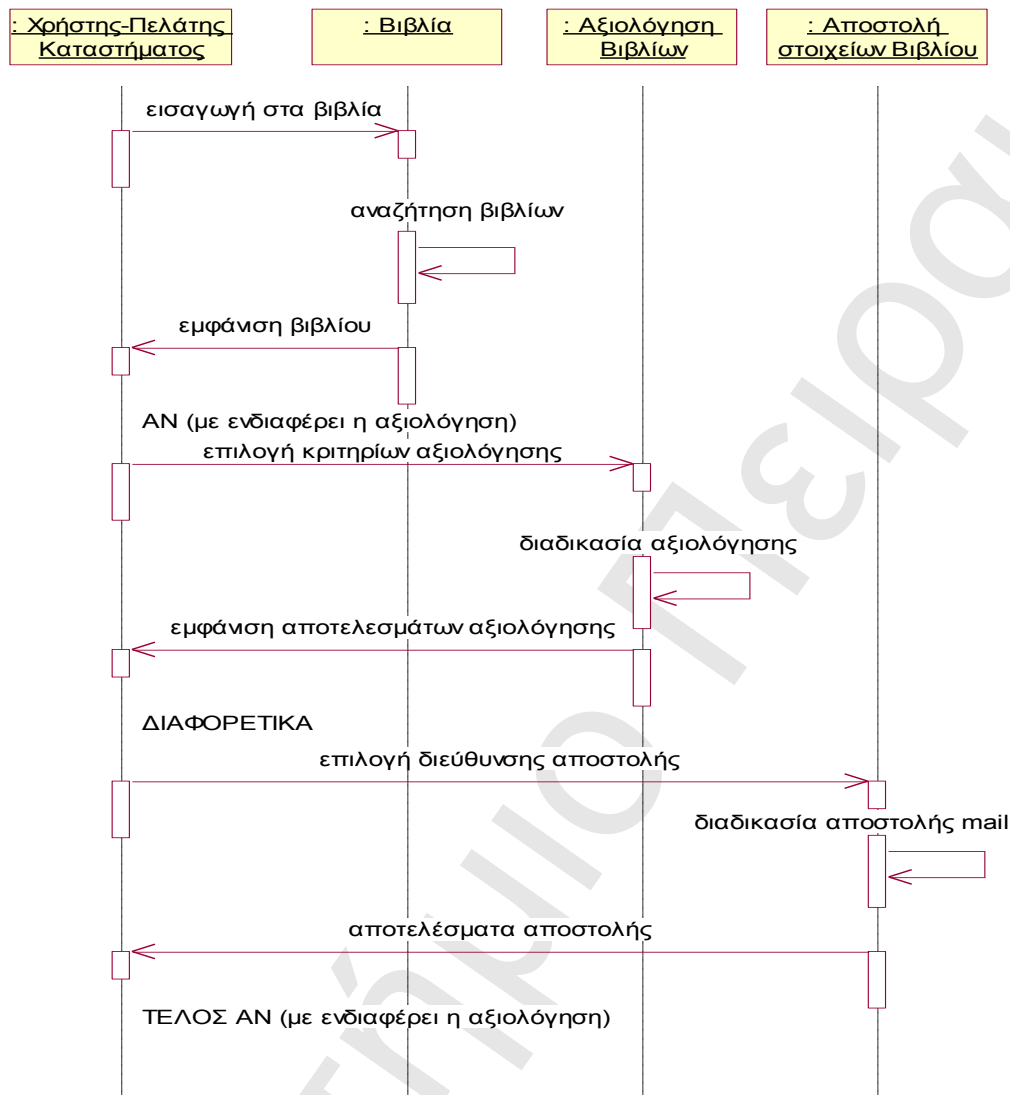 : Χρήστης-Πελάτης
Καταστήματος
: Βιβλία
: Αξιολόγηση
Βιβλίων
: Αποστολή
στοιχείων Βιβλίου
εισαγωγή στα βιβλία
αναζήτηση βιβλίων
εμφάνιση βιβλίου
ΑΝ (με ενδιαφέρει η αξιολόγηση)
επιλογή κριτηρίων αξιολόγησης
διαδικασία αξιολόγησης
εμφάνιση αποτελεσμάτων αξιολόγησης
ΔΙΑΦΟΡΕΤΙΚΑ
επιλογή διεύθυνσης αποστολής
διαδικασία αποστολής mail
αποτελέσματα αποστολής
ΤΕΛΟΣ ΑΝ (με ενδιαφέρει η αξιολόγηση)